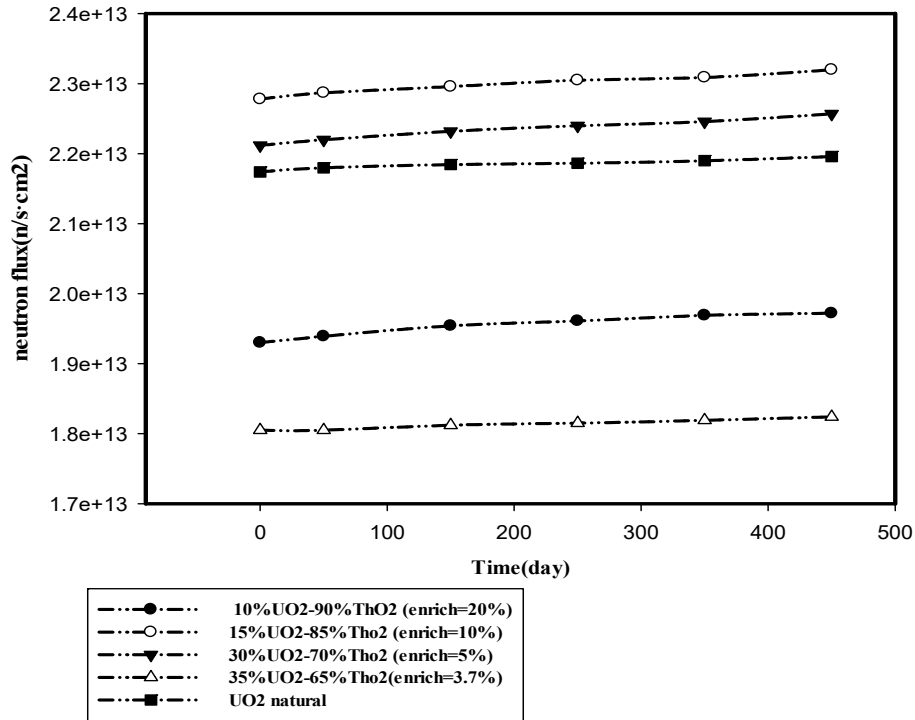 2.4e+13
2.3e+13
2.2e+13
2.1e+13
2.0e+13
1.9e+13
1.8e+13
1.7e+13
neutron flux(n/s·cm2)
0 100 200 300 400 500
Time(day)
10%UO2-90%ThO2 (enrich=20%)
15%UO2-85%Tho2 (enrich=10%)
30%UO2-70%Tho2 (enrich=5%)
35%UO2-65%Tho2(enrich=3.7%)
UO2 natural